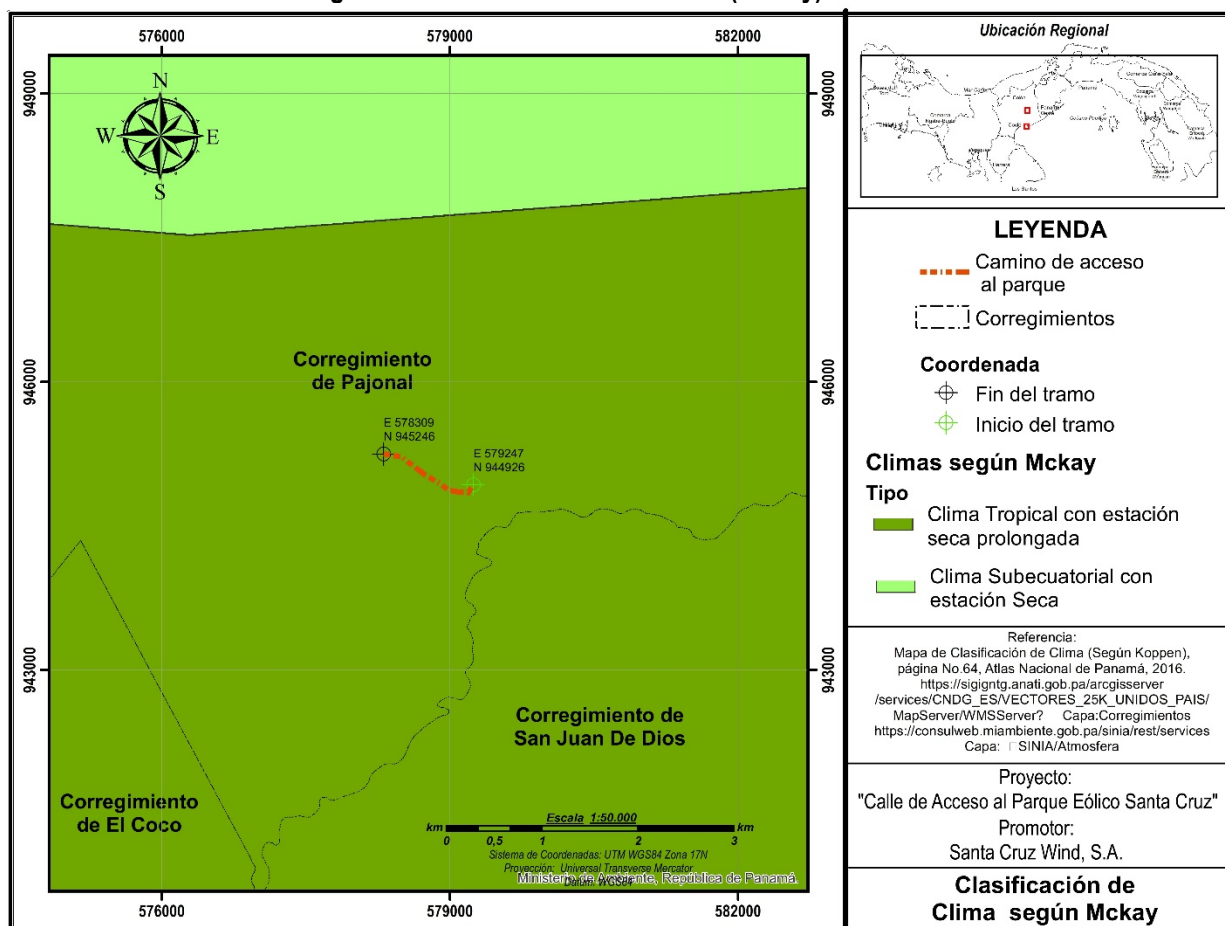 576000
579000
582000
949000
946000
943000
949000
946000
943000
576000
579000
582000
N
W
E
S
Corregimiento
de Pajonal
E 578309
N 945246
E 579247
N 944926
Corregimiento de
San Juan De Dios
Corregimiento
de El Coco
Escala 1:50.000
km
km
0
0,5
1
2
3
Sistema de Coordenadas: UTM WGS84 Zona 17N
Proyección: Universal Transverse Mercator
Datum: WGS84
Ministerio de Ambiente, República de Panamá.
Ubicación Regional
Colón
Panamá
Coclé
Los Santos
LEYENDA
Camino de acceso
al parque
Corregimientos
Coordenada
Fin del tramo
Inicio del tramo
Climas según Mckay
Tipo
Clima Tropical con estación
seca prolongada
Clima Subecuatorial con
estación Seca
Referencia:
Mapa de Clasificación de Clima (Según Koppen),
página No.64, Atlas Nacional de Panamá, 2016.
https://sigigntg.anati.gob.pa/arcgisserver
/services/CNDG_ES/VECTORES_25K_UNIDOS_PAIS/
MapServer/WMSServer? Capa:Corregimientos
https://consulweb.miambiente.gob.pa/sinia/rest/services
Capa: SINIA/Atmosfera
Proyecto:
"Calle de Acceso al Parque Eólico Santa Cruz"
Promotor:
Santa Cruz Wind, S.A.
Clasificación de
Clima según Mckay